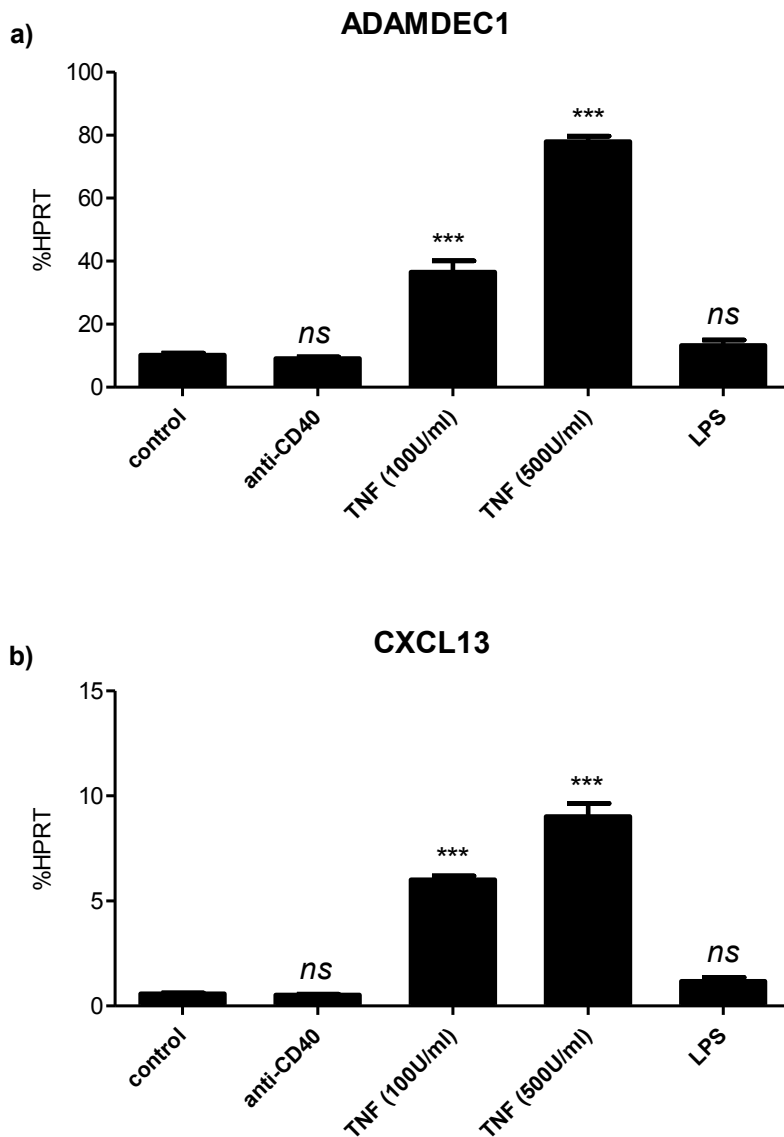 a)
ADAMDEC1
100
80
60
40
20
0
%HPRT
ns
***
***
ns
control
anti-CD40
TNF (100U/ml)
TNF (500U/ml)
LPS
b)
CXCL13
15
10
5
0
%HPRT
ns
***
***
ns
control
anti-CD40
TNF (100U/ml)
TNF (500U/ml)
LPS